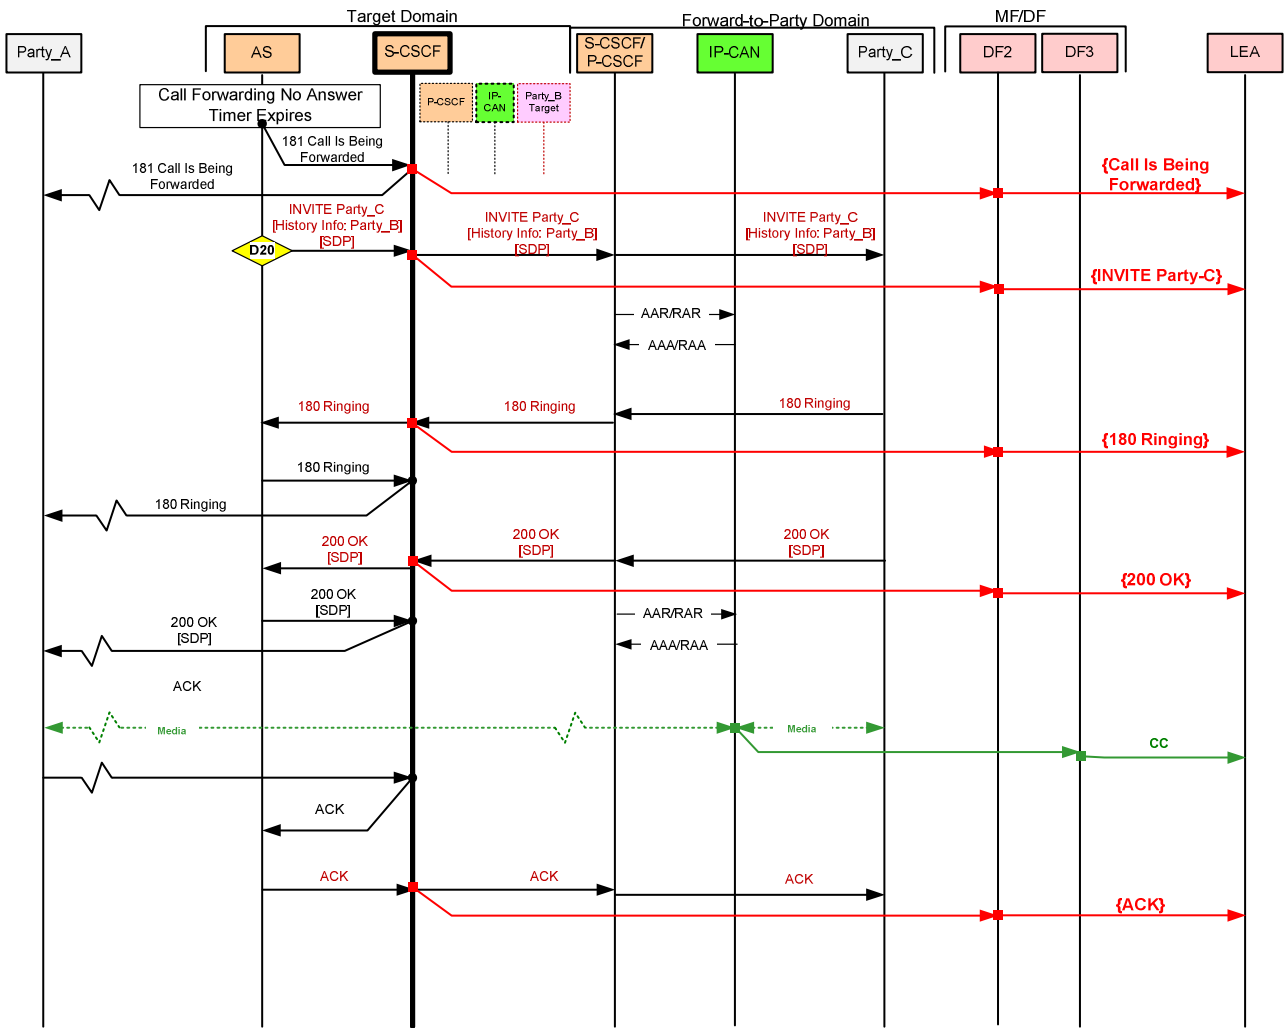 Target Domain
Forward-to-Party Domain
MF/DF
Party_A
AS
S-CSCF
S-CSCF/
P-CSCF
IP-CAN
Party_C
DF2
DF3
LEA
Call Forwarding No Answer
Timer Expires
P-CSCF
IP-
CAN
Party_B
Target
181 Call Is Being
Forwarded
181 Call Is Being
Forwarded
{Call Is Being
Forwarded}
INVITE Party_C
[History Info: Party_B]
[SDP]
INVITE Party_C
[History Info: Party_B]
[SDP]
INVITE Party_C
[History Info: Party_B]
[SDP]
D20
{INVITE Party-C}
AAR/RAR
AAA/RAA
180 Ringing
180 Ringing
180 Ringing
{180 Ringing}
180 Ringing
180 Ringing
200 OK
[SDP]
200 OK
[SDP]
200 OK
[SDP]
{200 OK}
200 OK
[SDP]
AAR/RAR
200 OK
[SDP]
AAA/RAA
ACK
Media
Media
CC
ACK
ACK
ACK
ACK
{ACK}